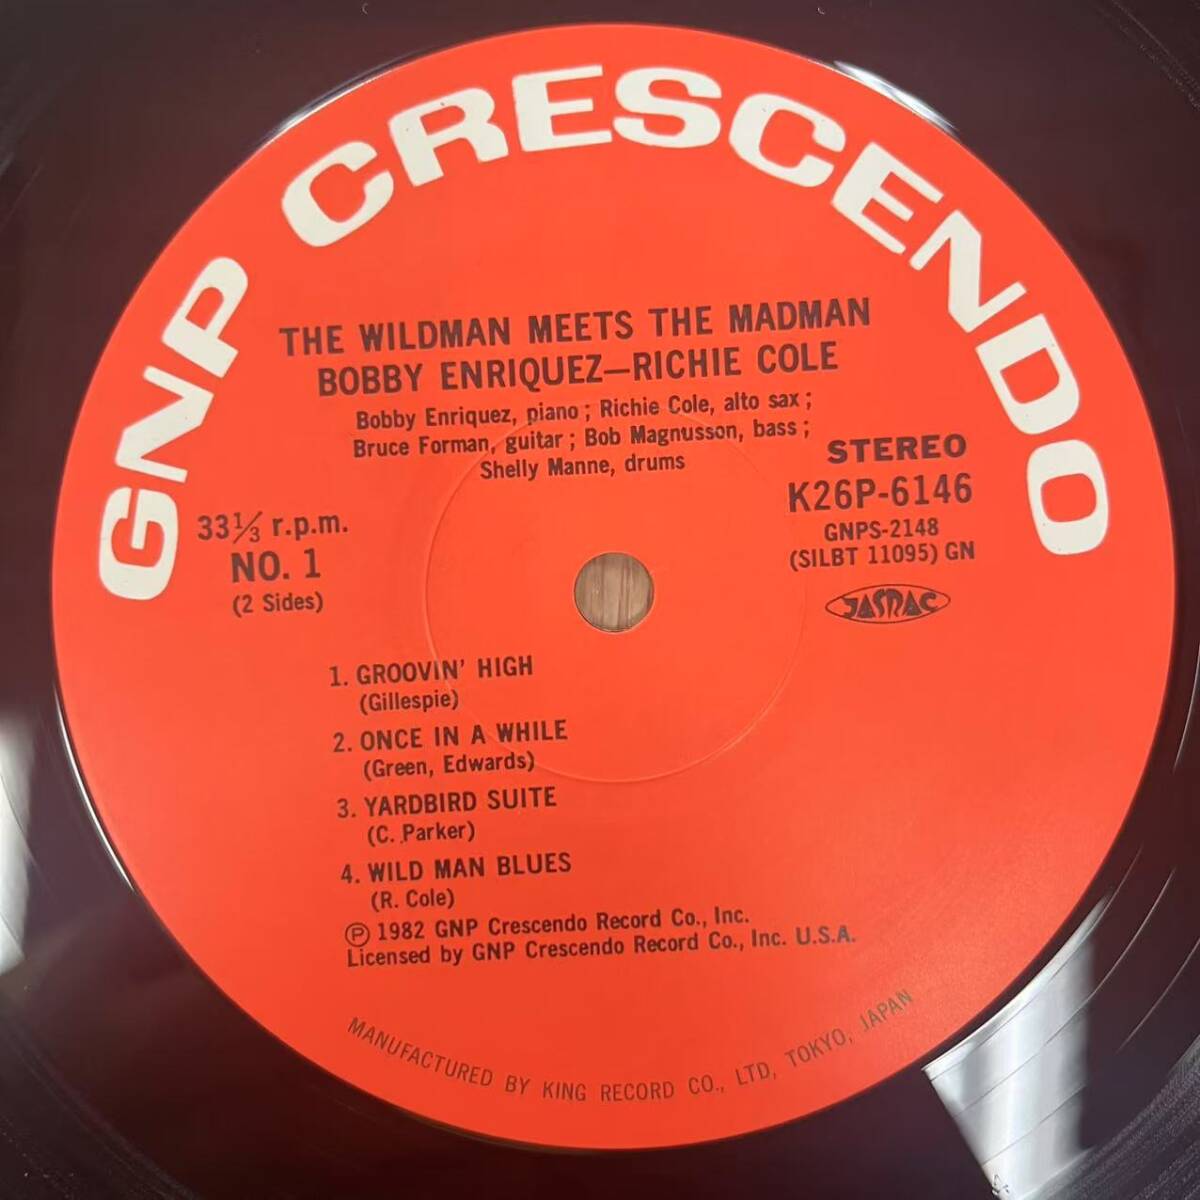 GNP CRESCENDO
THE WILDMAN MEETS THE MADMAN
BOBBY ENRIQUEZ—RICHIE COLE
Bobby Enriquez, piano ; Richie Cole, alto sax ;
Bruce Forman, guitar ; Bob Magnusson, bass ;
Shelly Manne, drums
STEREO
K26P-6146
GNPS-2148
(SILBT 11095) GN
JASRAC
33⅓ r.p.m.
NO. 1
(2 Sides)
1. GROOVIN' HIGH
(Gillespie)
2. ONCE IN A WHILE
(Green, Edwards)
3. YARDBIRD SUITE
(C. Parker)
4. WILD MAN BLUES
(R. Cole)
℗ 1982 GNP Crescendo Record Co., Inc.
Licensed by GNP Crescendo Record Co., Inc. U.S.A.
MANUFACTURED BY KING RECORD CO., LTD, TOKYO, JAPAN